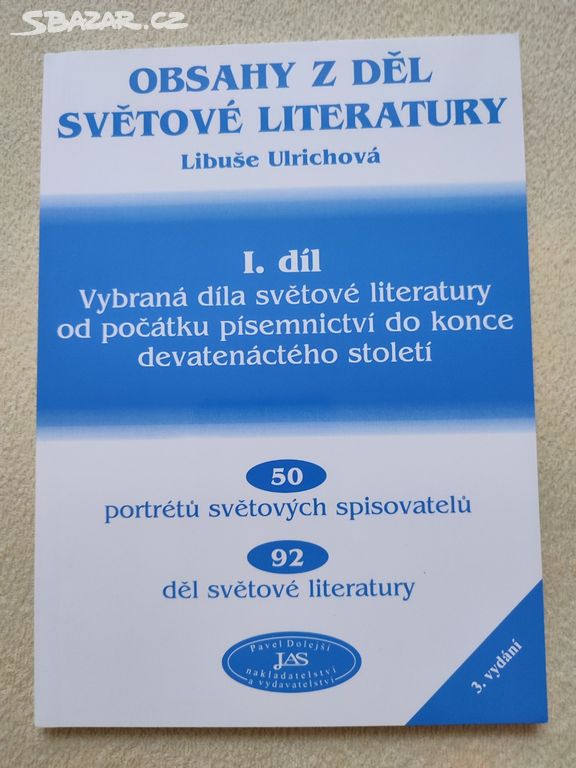 SBAZAR.CZ
OBSAHY Z DĚL
SVĚTOVÉ LITERATURY
Libuše Ulrichová
I. díl
Vybraná díla světové literatury
od počátku písemnictví do konce
devatenáctého století
50
portrétů světových spisovatelů
92
děl světové literatury
Pavel Dolejší
JAS
nakladatelství
a vydavatelství
3. vydání